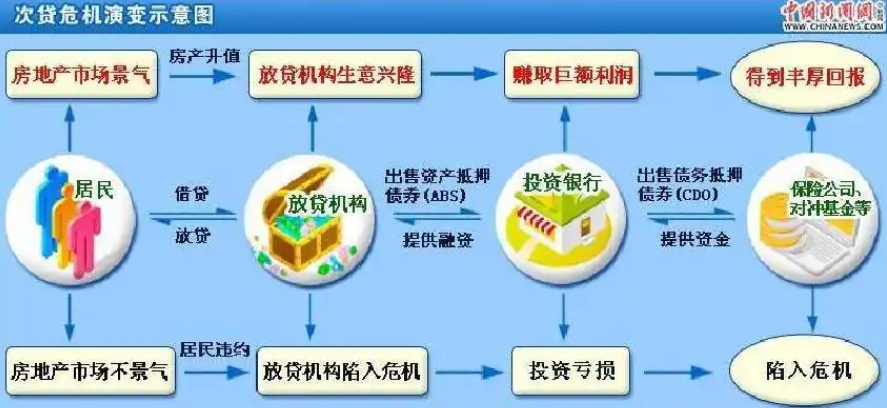 次贷危机演变示意图
中国新闻网
WWW.CHINANEWS.COM
房地产市场景气
房产升值
放贷机构生意兴隆
赚取巨额利润
得到半厚回报
居民
借贷
放贷
放贷机构
出售资产抵押
债券(ABS)
提供融资
投资银行
出售债务抵押
债券(CDO)
提供资金
保险公司、
对冲基金等
房地产市场不景气
居民违约
放贷机构陷入危机
投资亏损
陷入危机